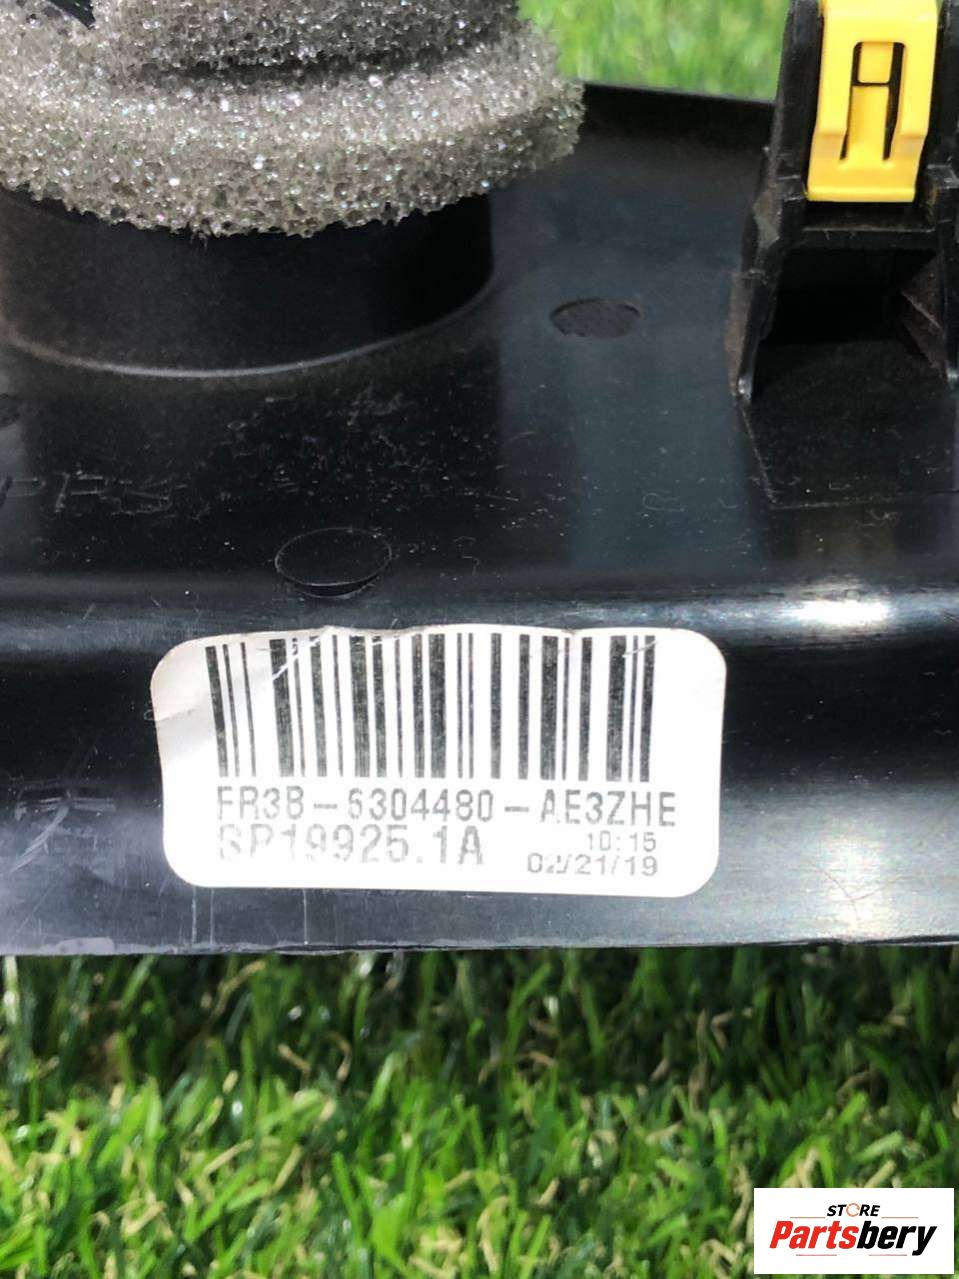 FR3B-6304480-AE3ZHE
SP19925.1A
10:15
02/21/19
STORE
Partsbery